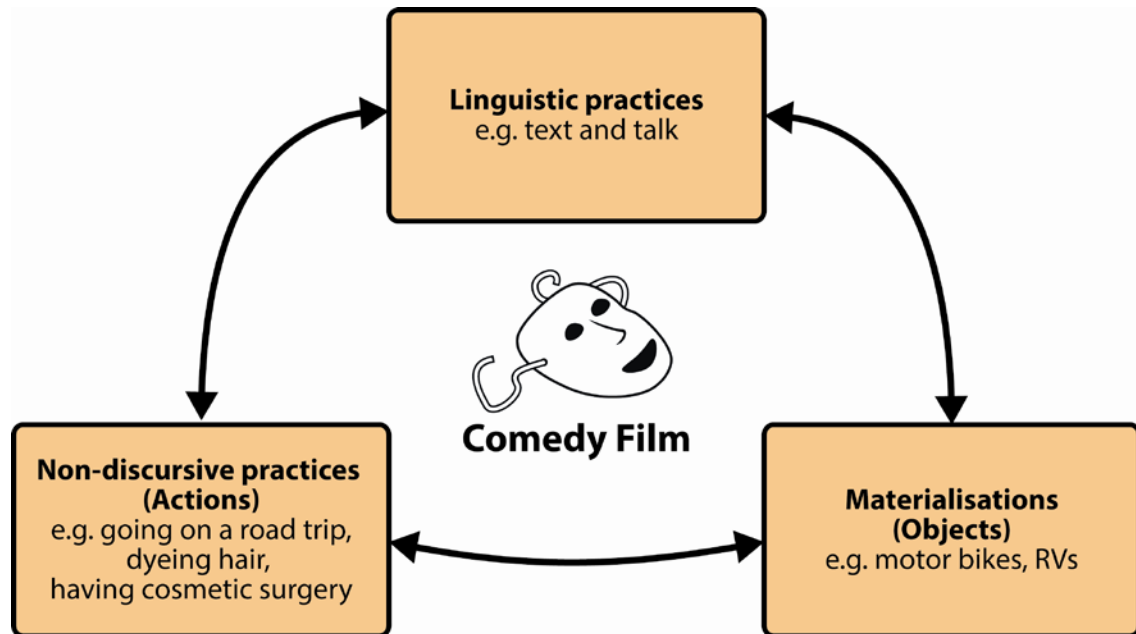 Linguistic practices
e.g. text and talk
Comedy Film
Non-discursive practices
(Actions)
e.g. going on a road trip,
dyeing hair,
having cosmetic surgery
Materialisations
(Objects)
e.g. motor bikes, RVs